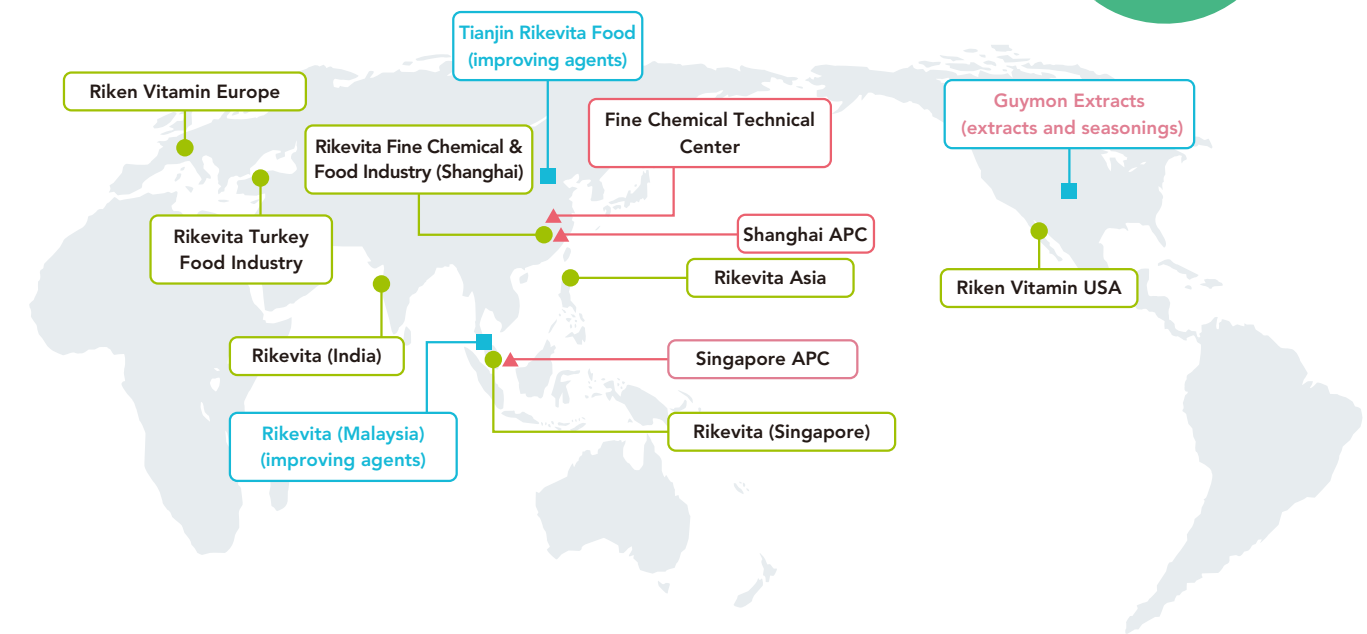 Tianjin Rikevita Food
(improving agents)
Riken Vitamin Europe
Guymon Extracts
(extracts and seasonings)
Fine Chemical Technical
Center
Rikevita Fine Chemical &
Food Industry (Shanghai)
Rikevita Turkey
Food Industry
Shanghai APC
Rikevita Asia
Riken Vitamin USA
Rikevita (India)
Singapore APC
Rikevita (Malaysia)
(improving agents)
Rikevita (Singapore)